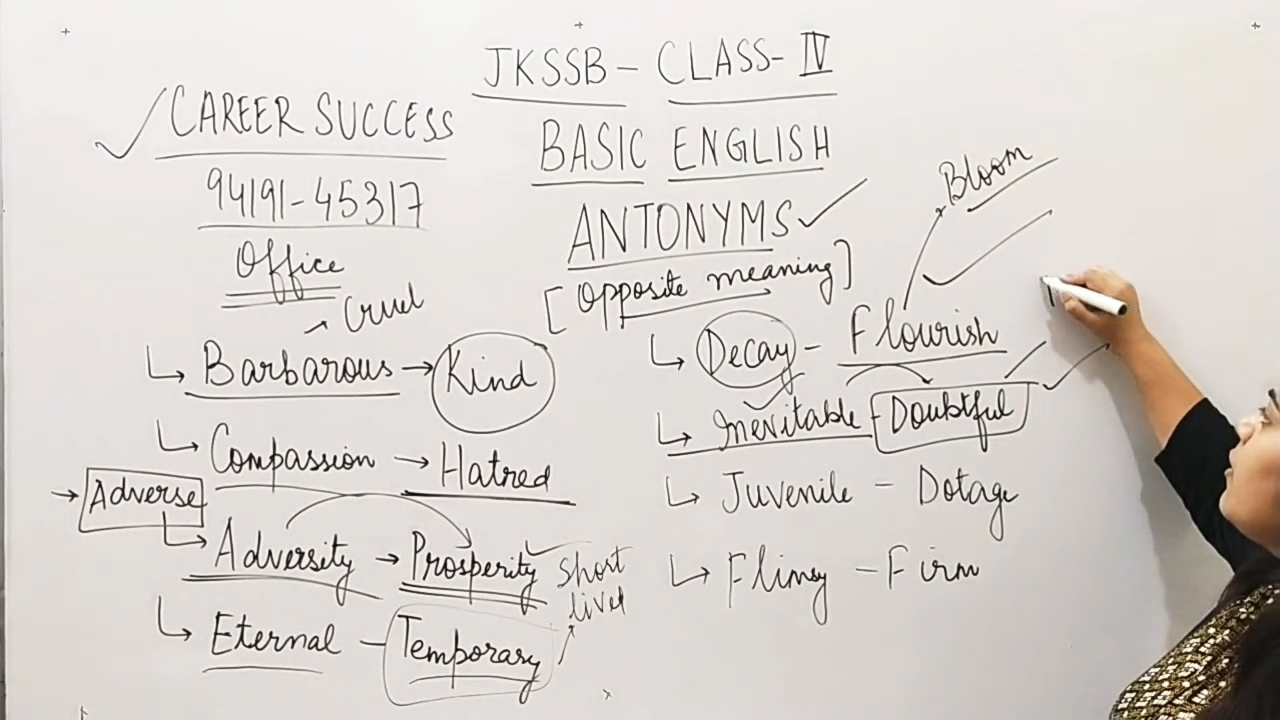 JKSSB - CLASS-IV
BASIC ENGLISH
ANTONYMS
[Opposite meaning]
CAREER SUCCESS
94191-45317
Office
Cruel
Barbarous → Kind
Compassion → Hatred
→ Adverse
Adversity → Prosperity
Short
lived
Eternal - Temporary
Bloom
Decay - Flourish
Inevitable - Doubtful
Juvenile - Dotage
Flimsy - Firm